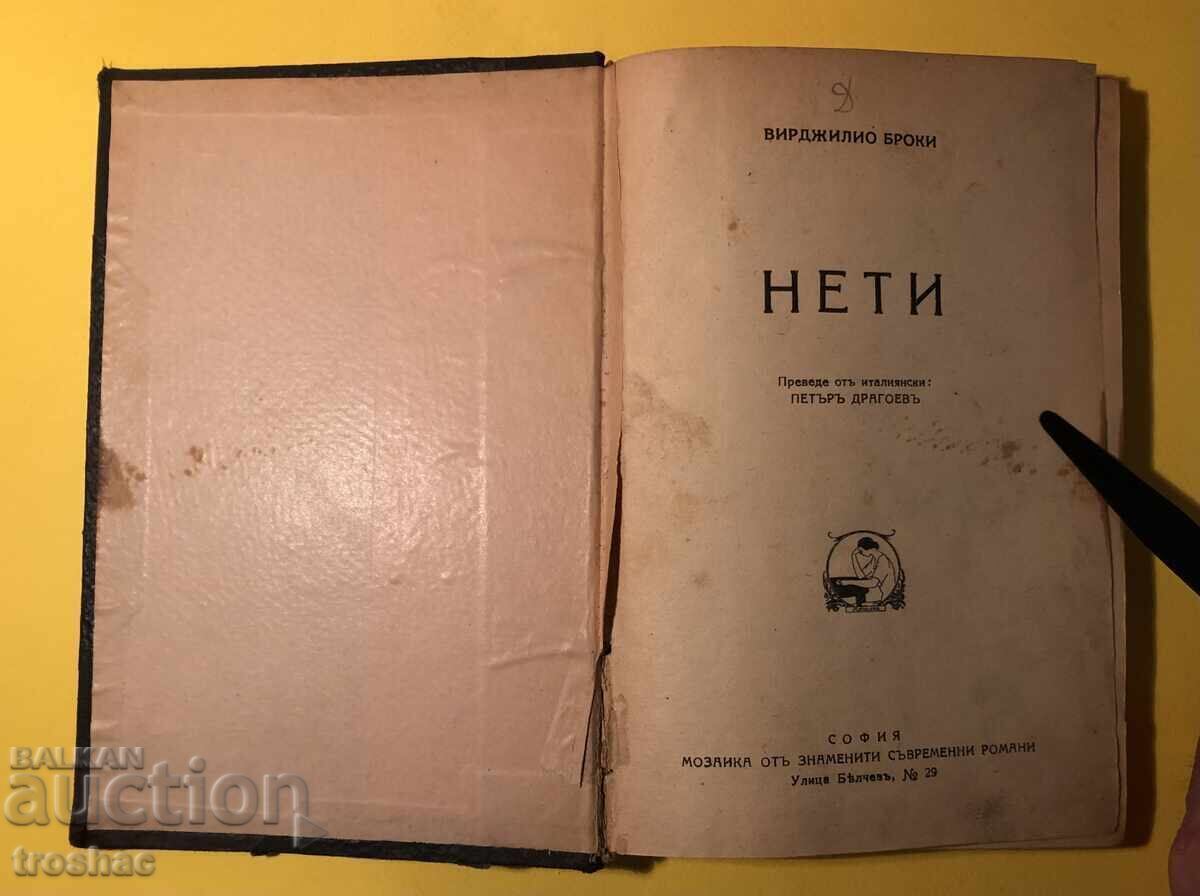 ВИРДЖИЛИО БРОКИ
НЕТИ
Преведе отъ италиянски:
ПЕТЪРЪ ДРАГОЕВЪ
СОФИЯ
МОЗАИКА ОТЪ ЗНАМЕНИТИ СЪВРЕМЕННИ РОМАНИ
Улица Бѣлчевъ, № 29
BALKAN
auction
troshac